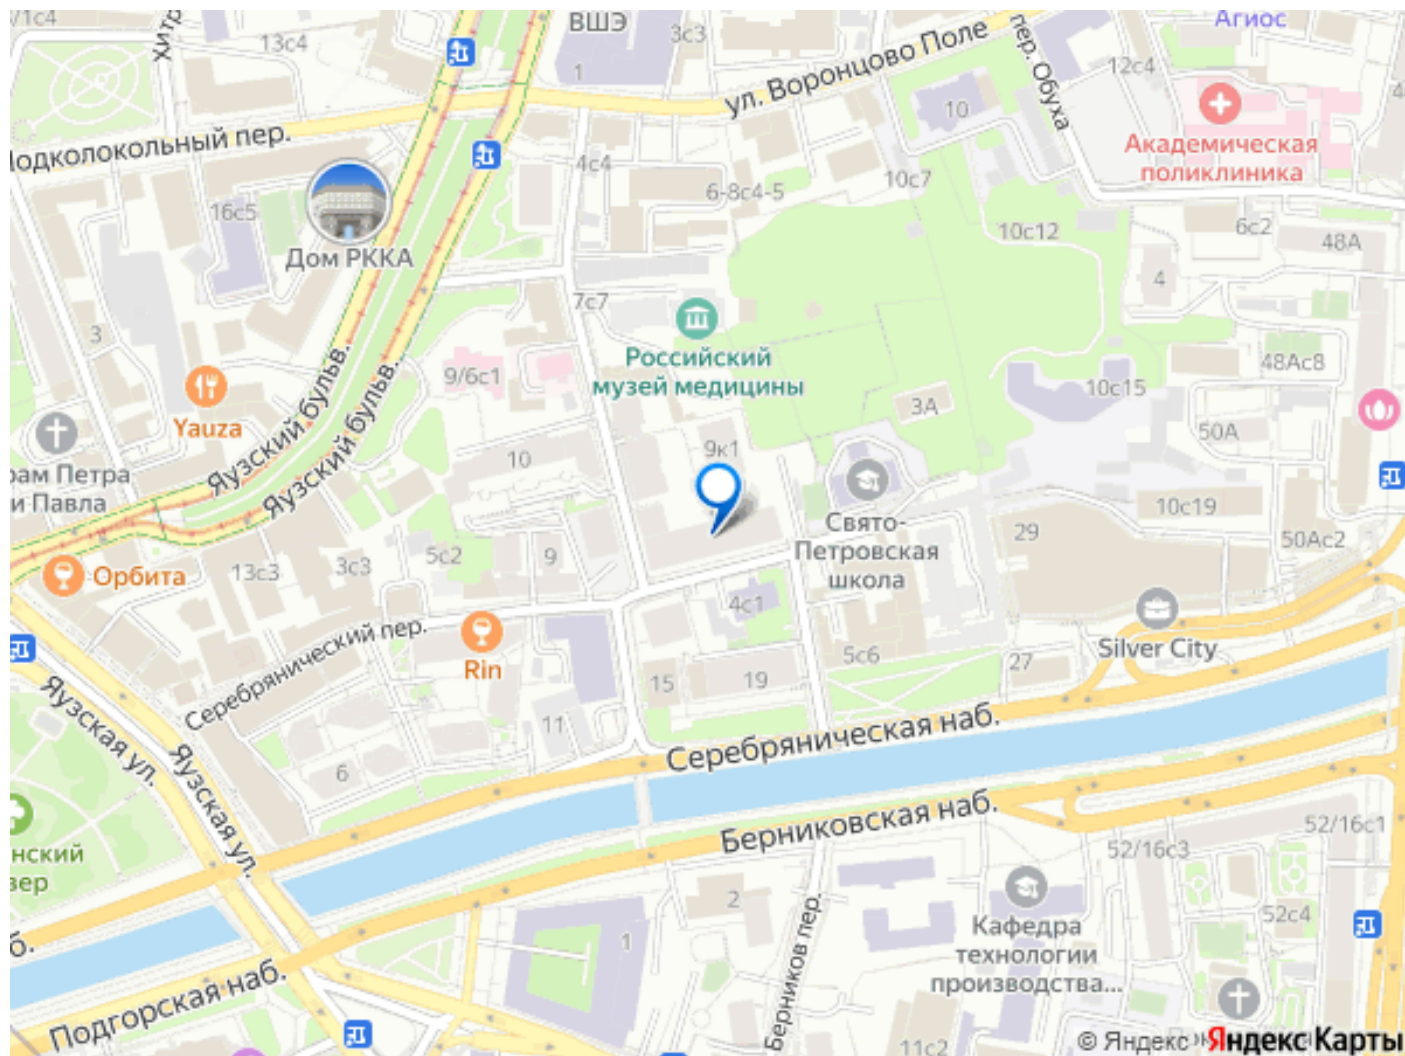 /1с4
Хитр
13с4
ВШЭ
3с3
1
ул. Воронцово Поле
пер. Обуха
Агиос
12с4
10
Академическая
поликлиника
Подколокольный пер.
4с4
6-8с4-5
10с7
16с5
Дом РККА
10с12
6с2
48А
4
7с7
3
Российский
музей медицины
9/6с1
48Ас8
10с15
3А
Yauza
Яузский бульв.
Яузский бульв.
50А
рам Петра
и Павла
10
9к1
10с19
Свято-
Петровская
школа
29
50Ас2
Орбита
13с3
3с3
5с2
9
4с1
Silver City
Серебрянический пер.
Rin
5с6
27
15
19
11
6
Яузская ул.
Яузская ул.
Серебряническая наб.
Берниковская наб.
52/16с1
52/16с3
нский
вер
2
52с4
Кафедра
технологии
производства...
1
б.
Берников пер.
Подгорская наб.
11с2
© Яндекс
Яндекс Карты